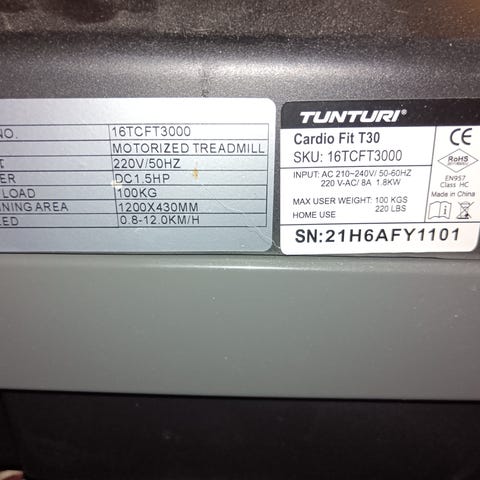 NO. 16TCFT3000
MOTORIZED TREADMILL
T 220V/50HZ
ER DC1.5HP
LOAD 100KG
NING AREA 1200X430MM
ED 0.8-12.0KM/H
TUNTURI®
Cardio Fit T30
SKU: 16TCFT3000
INPUT: AC 210~240V/ 50-60HZ
220 V-AC/ 8A 1.8KW
MAX USER WEIGHT: 100 KGS
HOME USE 220 LBS
SN:21H6AFY1101
CE
RoHS
EN957
Class HC
Made in China